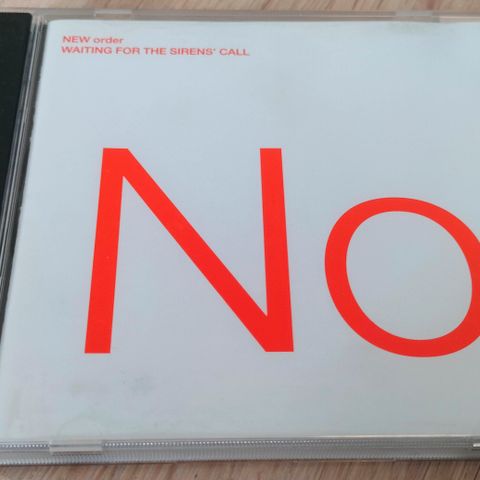 NEW order
WAITING FOR THE SIRENS' CALL
No